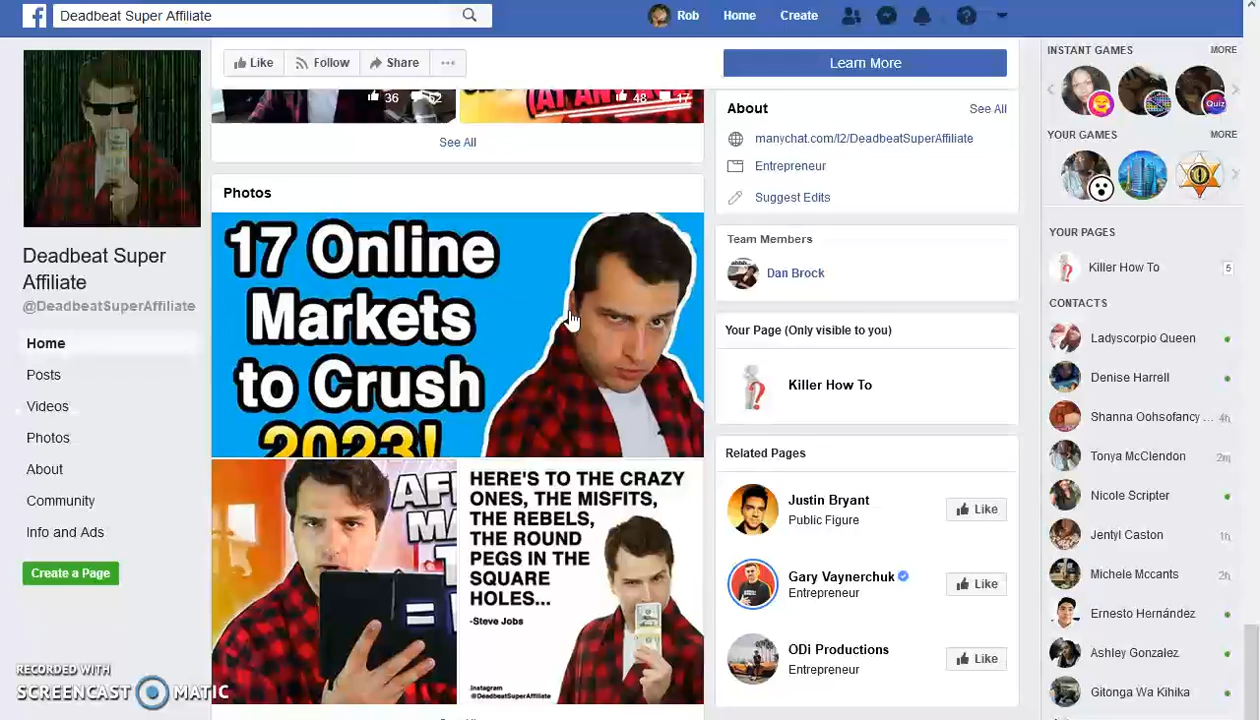 Deadbeat Super Affiliate
Rob
Home
Create
Like
Follow
Share
Learn More
36
62
(AT AN
48
17
See All
Photos
17 Online
Markets
to Crush
2023!
HERE'S TO THE CRAZY
ONES, THE MISFITS,
THE REBELS,
THE ROUND
PEGS IN THE
SQUARE
HOLES...
-Steve Jobs
Instagram
@DeadbeatSuperAffiliate
Deadbeat Super
Affiliate
@DeadbeatSuperAffiliate
Home
Posts
Videos
Photos
About
Community
Info and Ads
Create a Page
RECORDED WITH
SCREENCAST MATIC
About
See All
manychat.com/l2/DeadbeatSuperAffiliate
Entrepreneur
Suggest Edits
Team Members
Dan Brock
Your Page (Only visible to you)
Killer How To
Related Pages
Justin Bryant
Public Figure
Like
Gary Vaynerchuk
Entrepreneur
Like
ODi Productions
Entrepreneur
Like
INSTANT GAMES
MORE
Quiz
YOUR GAMES
MORE
YOUR PAGES
Killer How To
5
CONTACTS
Ladyscorpio Queen
Denise Harrell
Shanna Oohsofancy ...
4h
Tonya McClendon
2m
Nicole Scripter
Jentyl Caston
1h
Michele Mccants
2h
Ernesto Hernández
Ashley Gonzalez
Gitonga Wa Kihika